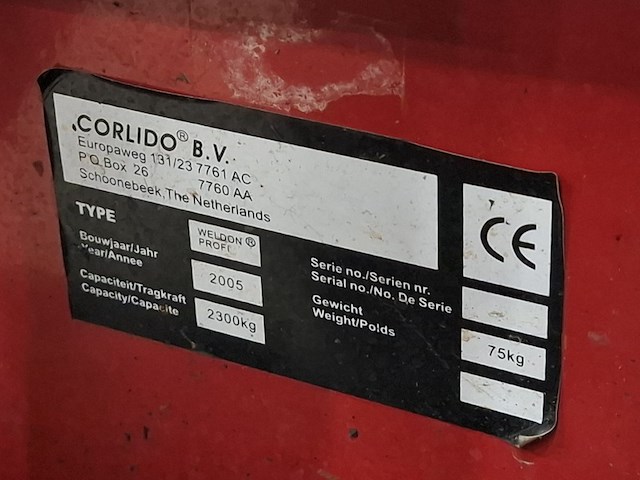 CORLIDO® B.V.
Europaweg 131/23 7761 AC
P.O.Box 26 7760 AA
Schoonebeek,The Netherlands
TYPE
WELDON®
PROFI
Bouwjaar/Jahr
Year/Annee
2005
Capaciteit/Tragkraft
Capacity/Capacite
2300kg
CE
Serie no./Serien nr.
Serial no./No. De Serie
Gewicht
Weight/Polds
75kg